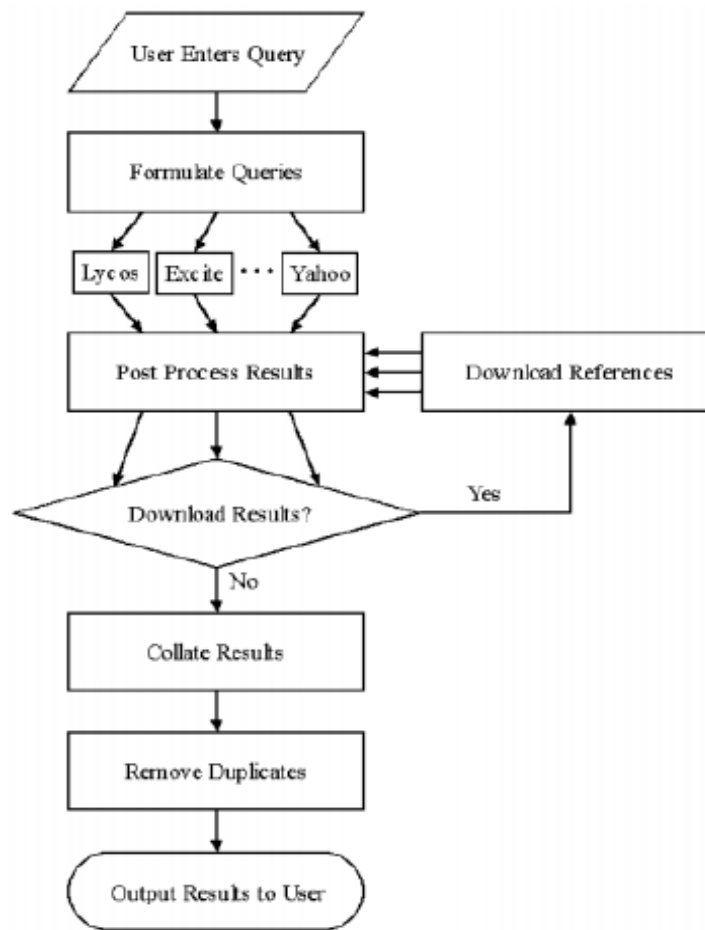 User Enters Query
Formulate Queries
Lycos Excite ... Yahoo
Post Process Results Download References
Download Results? Yes
No
Collate Results
Remove Duplicates
Output Results to User